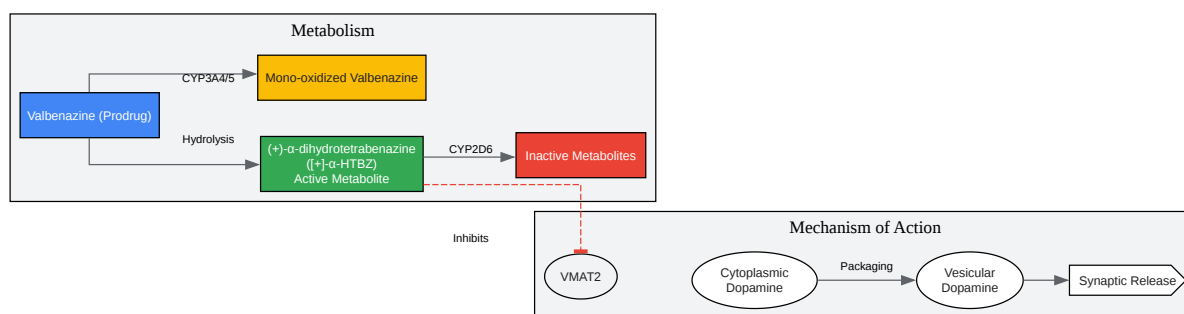 Metabolism
CYP3A4/5
Mono-oxidized Valbenazine
Valbenazine (Prodrug)
Hydrolysis
(+)-α-dihydrotetrabenazine
([+]-α-HTBZ)
Active Metabolite
CYP2D6
Inactive Metabolites
Inhibits
Mechanism of Action
VMAT2
Cytoplasmic
Dopamine
Packaging
Vesicular
Dopamine
Synaptic Release